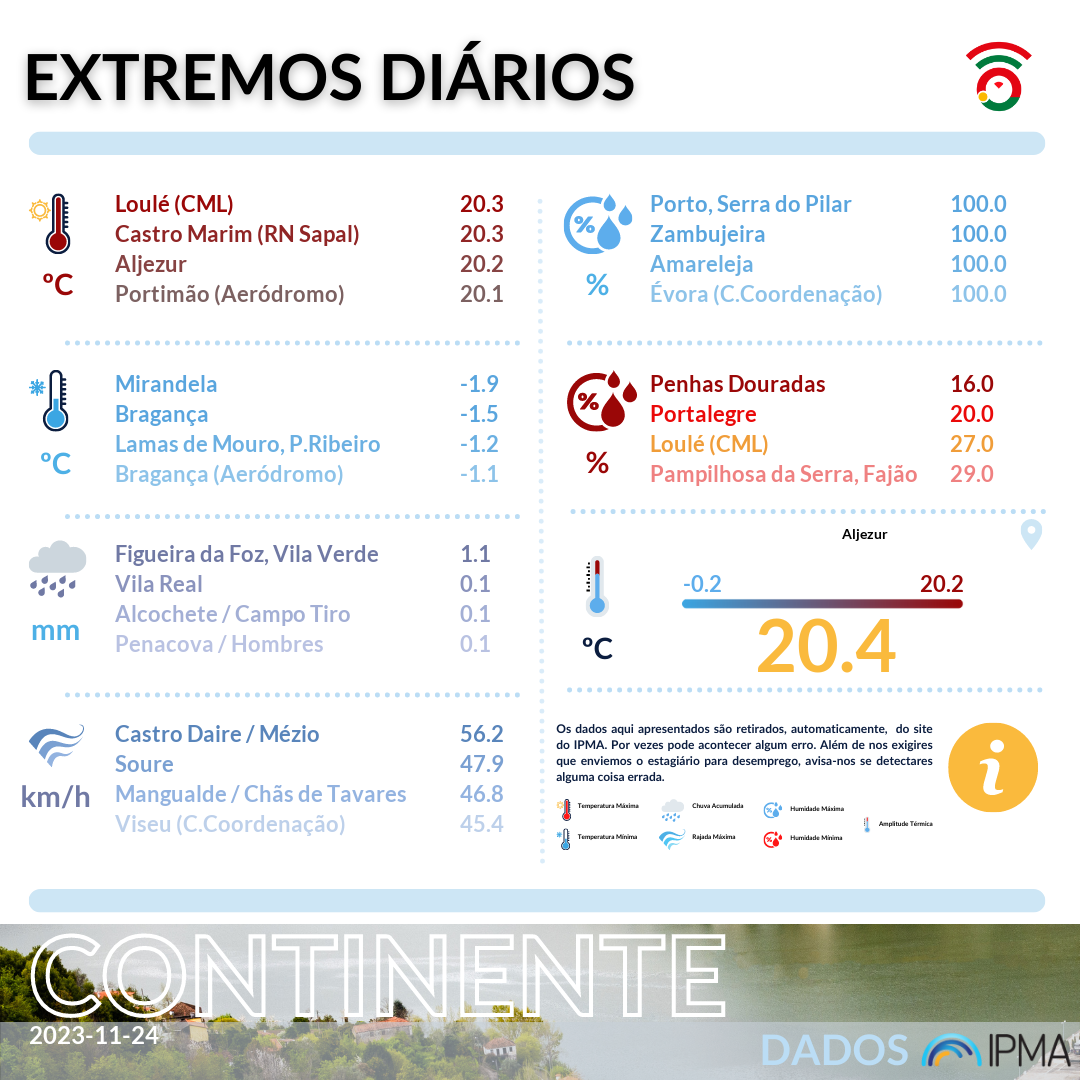 EXTREMOS DIÁRIOS
Loulé (CML) 20.3
Castro Marim (RN Sapal) 20.3
Aljezur 20.2
Portimão (Aeródromo) 20.1
ºC
Mirandela -1.9
Bragança -1.5
Lamas de Mouro, P.Ribeiro -1.2
Bragança (Aeródromo) -1.1
ºC
Figueira da Foz, Vila Verde 1.1
Vila Real 0.1
Alcochete / Campo Tiro 0.1
Penacova / Hombres 0.1
mm
Castro Daire / Mézio 56.2
Soure 47.9
Mangualde / Chãs de Tavares 46.8
Viseu (C.Coordenação) 45.4
km/h
%
Porto, Serra do Pilar 100.0
Zambujeira 100.0
Amareleja 100.0
Évora (C.Coordenação) 100.0
%
%
Penhas Douradas 16.0
Portalegre 20.0
Loulé (CML) 27.0
Pampilhosa da Serra, Fajão 29.0
%
Aljezur
-0.2 20.2
20.4
ºC
Os dados aqui apresentados são retirados, automaticamente, do site
do IPMA. Por vezes pode acontecer algum erro. Além de nos exigires
que enviemos o estagiário para desemprego, avisa-nos se detectares
alguma coisa errada.
i
Temperatura Máxima Chuva Acumulada Humidade Máxima
Amplitude Térmica
Temperatura Mínima Rajada Máxima Humidade Mínima
CONTINENTE
2023-11-24
DADOS IPMA